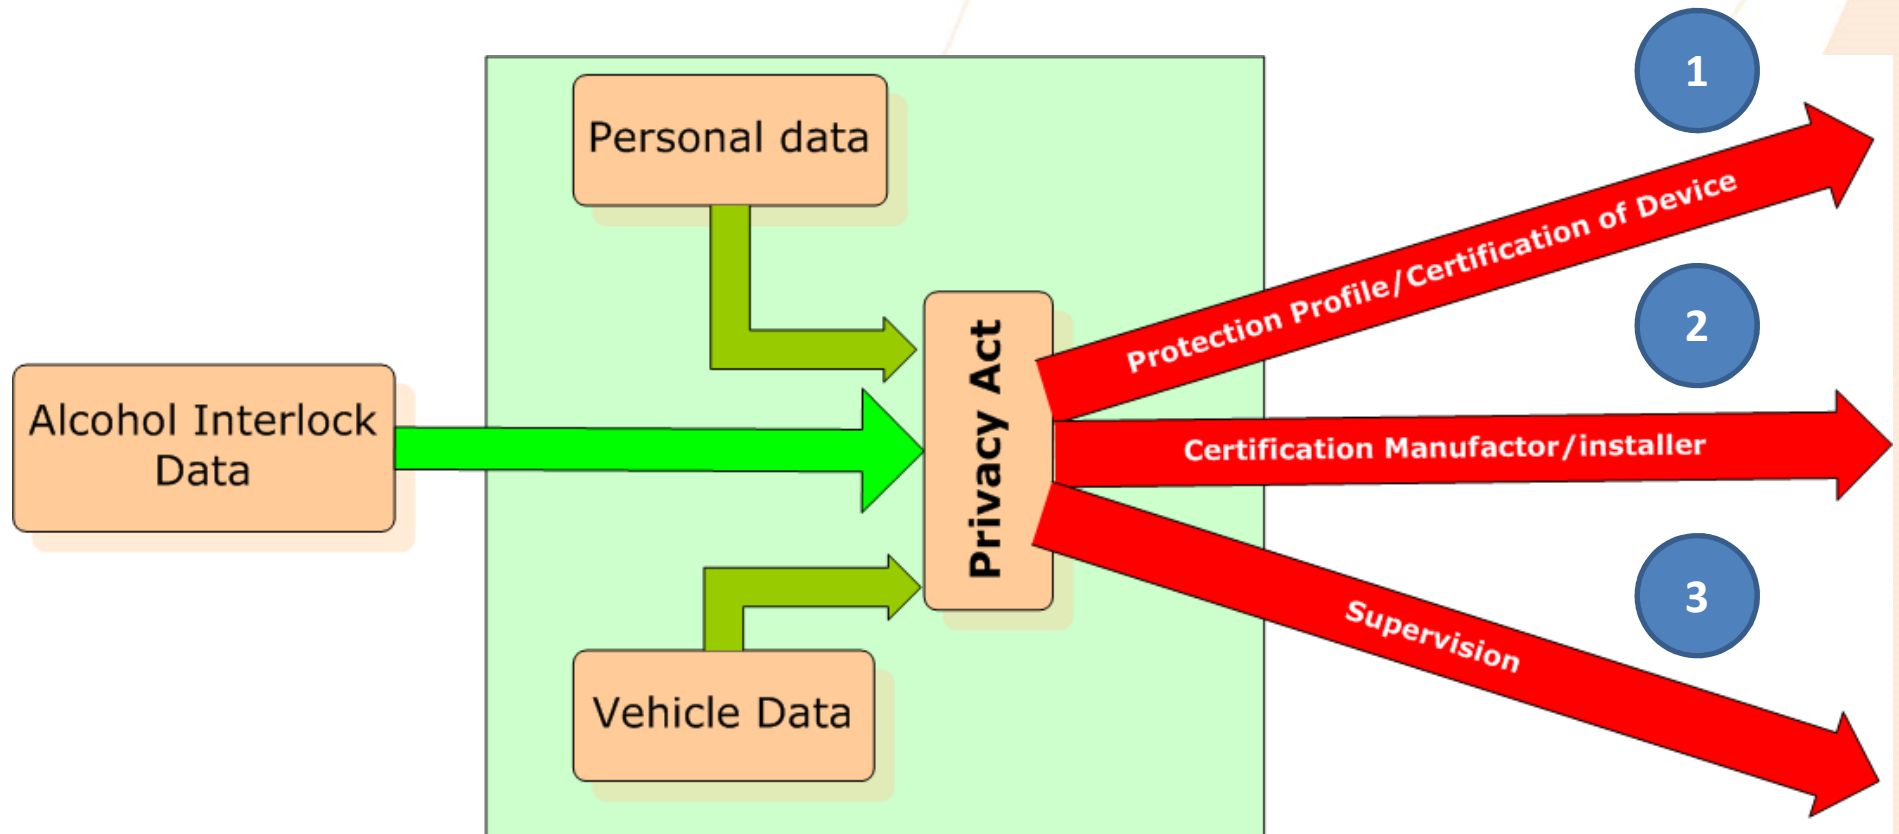 Personal data
Alcohol Interlock
Data
Vehicle Data
Privacy Act
1
Protection Profile/Certification of Device
2
Certification Manufactor/installer
3
Supervision